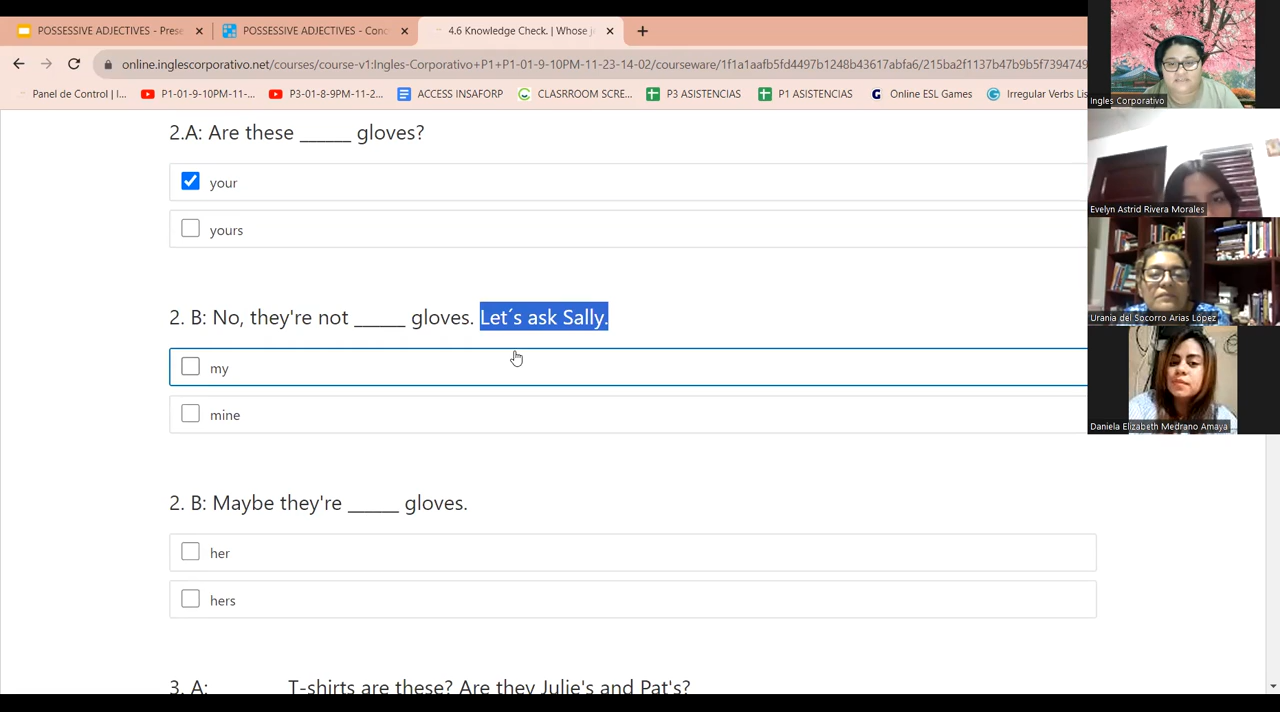 POSSESSIVE ADJECTIVES - Prese
POSSESSIVE ADJECTIVES - Conc
4.6 Knowledge Check. | Whose je
online.inglescorporativo.net/courses/course-v1:Ingles-Corporativo+P1+P1-01-9-10PM-11-23-14-02/courseware/1f1a1aafb5fd4497b1248b43617abfa6/215ba2f1137b47b9b5f7394749
Panel de Control | I...
P1-01-9-10PM-11-...
P3-01-8-9PM-11-2...
ACCESS INSAFORP
CLASRROOM SCRE...
P3 ASISTENCIAS
P1 ASISTENCIAS
Online ESL Games
Irregular Verbs Lis
2.A: Are these ______ gloves?
your
yours
2. B: No, they're not ______ gloves. Let´s ask Sally.
my
mine
2. B: Maybe they're ______ gloves.
her
hers
3. A: ______ T-shirts are these? Are they Julie's and Pat's?
Ingles Corporativo
Evelyn Astrid Rivera Morales
Urania del Socorro Arias López
Daniela Elizabeth Medrano Amaya